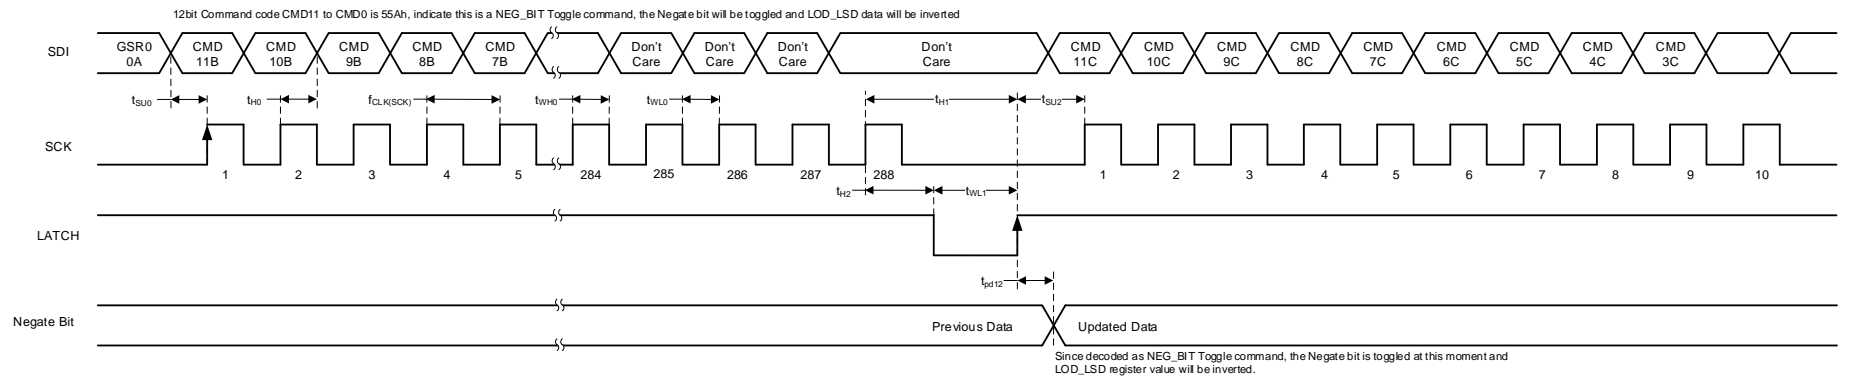 12bit Command code CMD11 to CMD0 is 55Ah, indicate this is a NEG_BIT Toggle command, the Negate bit will be toggled and LOD_LSD data will be inverted
SDI
GSR0 0A
CMD 11B
CMD 10B
CMD 9B
CMD 8B
CMD 7B
Don't Care
Don't Care
Don't Care
Don't Care
CMD 11C
CMD 10C
CMD 9C
CMD 8C
CMD 7C
CMD 6C
CMD 5C
CMD 4C
CMD 3C
tSU0
tH0
fCLK(SCK)
tWH0
tWL0
tH1
tSU2
SCK
1 2 3 4 5 284 285 286 287 288 1 2 3 4 5 6 7 8 9 10
tH2
tWL1
LATCH
tpd12
Negate Bit
Previous Data
Updated Data
Since decoded as NEG_BIT Toggle command, the Negate bit is toggled at this moment and
LOD_LSD register value will be inverted.